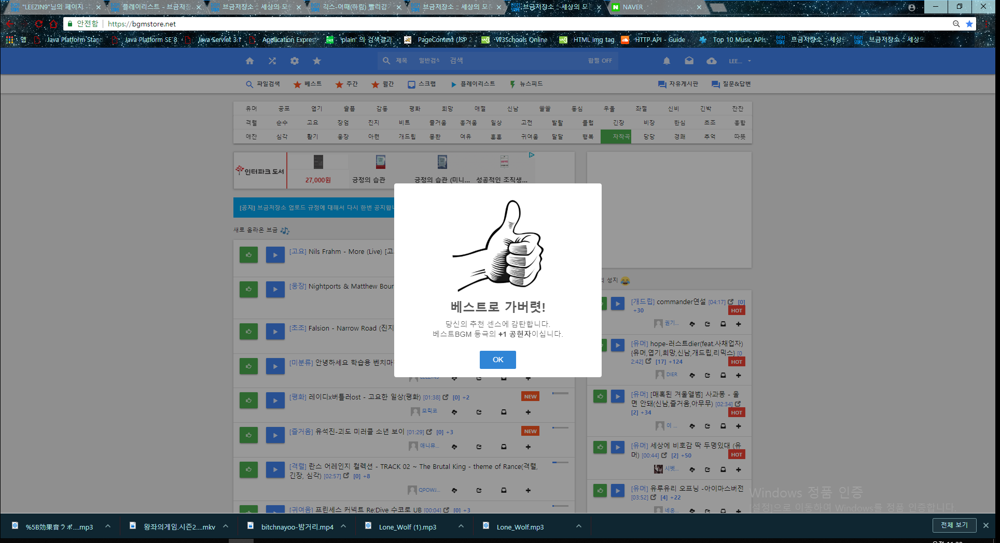 "LEEZIN9"님의 페이지 -
플레이리스트 - 브금저장
브금저장소 :: 세상의 모든
긱스-어때(하림) 빨리감
브금저장소 :: 세상의 모든
브금저장소 :: 세상의 모든
NAVER
안전함 https://bgmstore.net
앱 Java Platform Stand Java Platform SE 8 Java Servlet 3.1 Application Express 'plain' 의 검색결과 PageContext (JSP 2 W3Schools Online HTML img tag HTTP API - Guide Top 10 Music APIs 브금저장소 :: 세상으 브금저장소 :: 세상으
제목 일반검색 검색 합필 OFF LEE...
파일검색 베스트 주간 월간 스크랩 플레이리스트 뉴스피드 자유게시판 질문&답변
유머 공포 엽기 슬픔 감동 평화 희망 애절 신남 쓸쓸 동심 우울 좌절 신비 긴박 잔잔
격렬 순수 고요 장엄 진지 비트 즐거움 흥겨움 일상 고전 발랄 클럽 긴장 비장 한심 초조 훙함
애잔 심각 활기 웅장 아련 개드립 몽환 여유 훈훈 귀여움 달달 행복 자작곡 당당 경쾌 추억 따뜻
인터파크 도서
27,000원 긍정의 습관 긍정의 습관 (미니... 성공적인 조직생...
[공지] 브금저장소 업로드 규정에 대해서 다시 한번 공지합니
새로 올라온 브금
[고요] Nils Frahm - More (Live) [고
[웅장] Nightports & Matthew Bour
[초조] Falsion - Narrow Road (진지
[미분류] 안녕하세요 학습용 벤치마
LEEZIN9
[평화] 레이디x버틀러ost - 고요한 일상(평화) [01:38] [0] +2
NEW
므릭코
[즐거움] 유석진-괴도 미러클 소년 보이 [01:29] [0] +3
NEW
애니뮤...
[격렬] 란스 어레인지 컬렉션 - TRACK 02 ~ The Brutal King - theme of Rance(격렬,
긴장, 심각) [02:57] [0] +8
QPOWJ...
[귀여움] 프린세스 커넥트 Re:Dive 수코로 UB [00:04] [0] +3
베스트로 가버렷!
당신의 추천 센스에 감탄합니다.
베스트BGM 등극의 +1 공헌자이십니다.
OK
의 성지
[개드립] commander연설 [04:17] [0]
+30
HOT
권기...
[유머] hope-러스트dier(feat.사채업자)
{유머,엽기,희망,신남,개드립,리믹스} [0
2:42] [17] +124
HOT
DIER
[유머] [매혹된 겨울앨범] 사과몽 - 울
면 안돼(신남,즐거움,아무무) [02:34]
[2] +34
HOT
이 ...
[유머] 세상에 비호감 딱 두명있대 (유
머) [00:44] [2] +50
HOT
시벳...
[유머] 유루유리 오프닝 -아이마스버전
[03:52] [4] +22
네온...
Windows 정품 인증
[설정]으로 이동하여 Windows를 정품 인증합니다.
%5B効果音ラボ....mp3
왕좌의게임.시즌2....mkv
bitchnayoo-밤거리.mp4
Lone_Wolf (1).mp3
Lone_Wolf.mp3
전체 보기